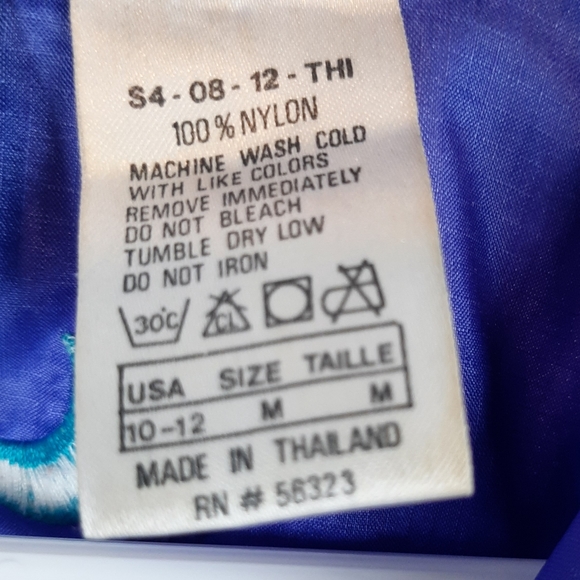 S4-08-12-THI
100% NYLON
MACHINE WASH COLD
WITH LIKE COLORS
REMOVE IMMEDIATELY
DO NOT BLEACH
TUMBLE DRY LOW
DO NOT IRON
30°C CL
USA SIZE TAILLE
10-12 M M
MADE IN THAILAND
RN # 56323